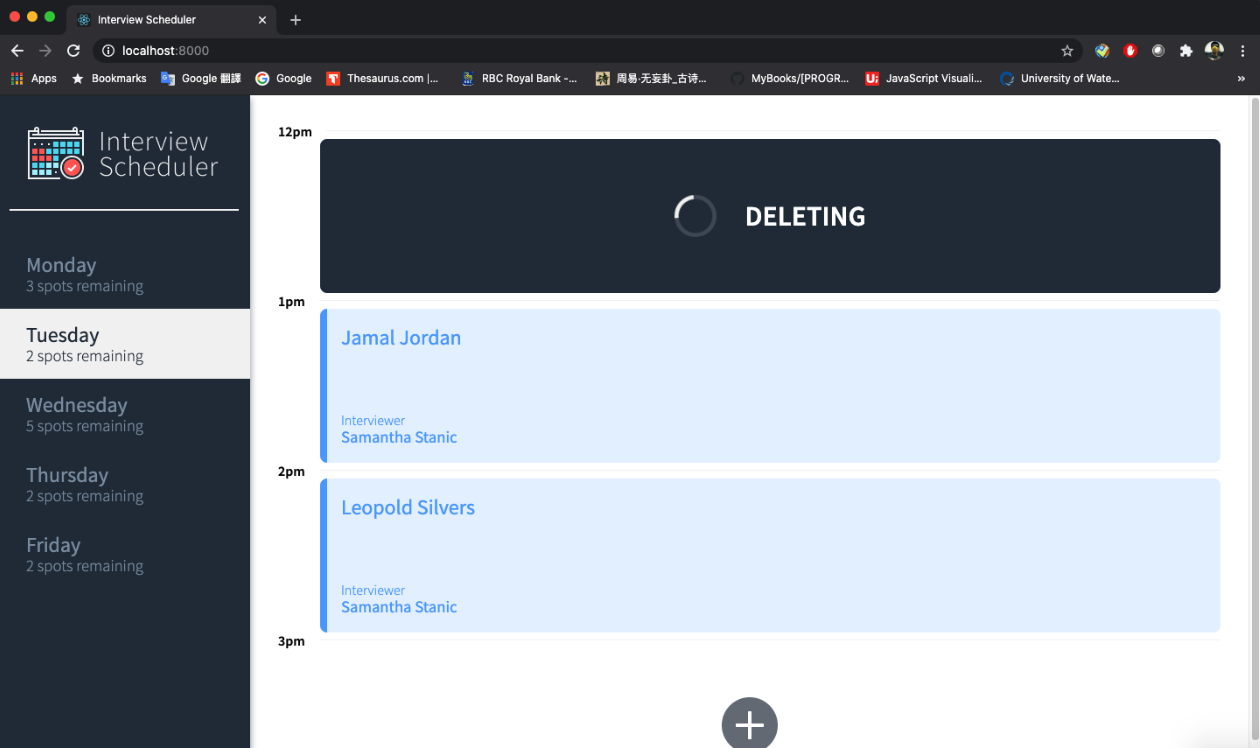 Interview Scheduler
localhost:8000
Apps
Bookmarks
Google 翻譯
Google
Thesaurus.com |...
RBC Royal Bank -...
周易·无妄卦_古诗...
MyBooks/[PROGR...
JavaScript Visuali...
University of Wate...
»
Interview
Scheduler
Monday
3 spots remaining
Tuesday
2 spots remaining
Wednesday
5 spots remaining
Thursday
2 spots remaining
Friday
2 spots remaining
12pm
DELETING
1pm
Jamal Jordan
Interviewer
Samantha Stanic
2pm
Leopold Silvers
Interviewer
Samantha Stanic
3pm